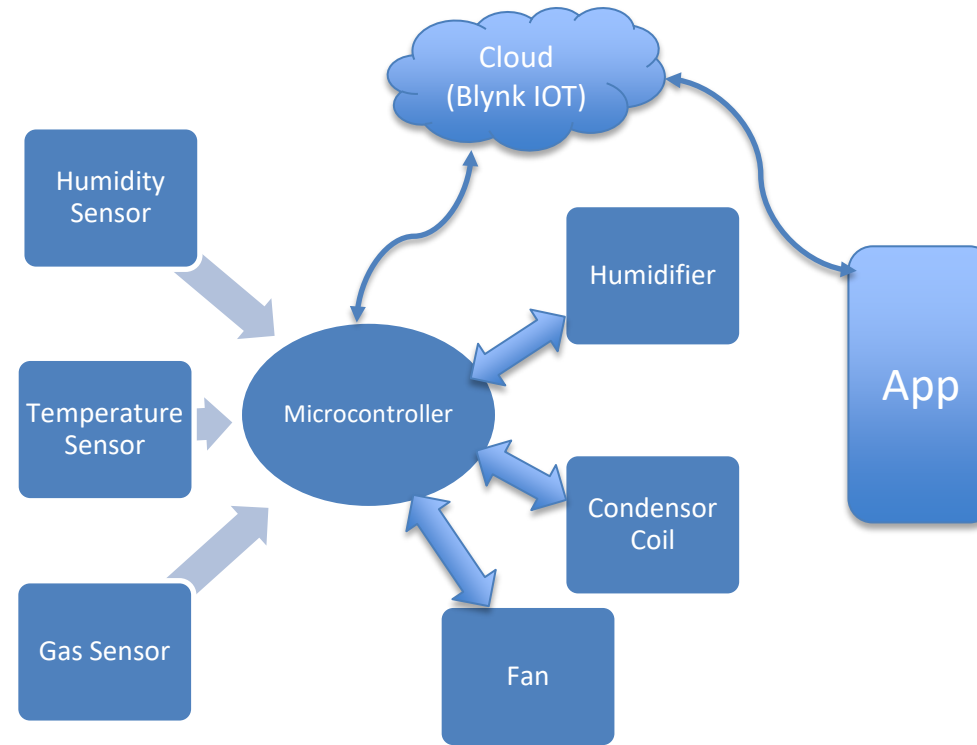 Cloud
(Blynk IOT)
Humidity
Sensor
Humidifier
Temperature
Sensor
Microcontroller
App
Condensor
Coil
Gas Sensor
Fan